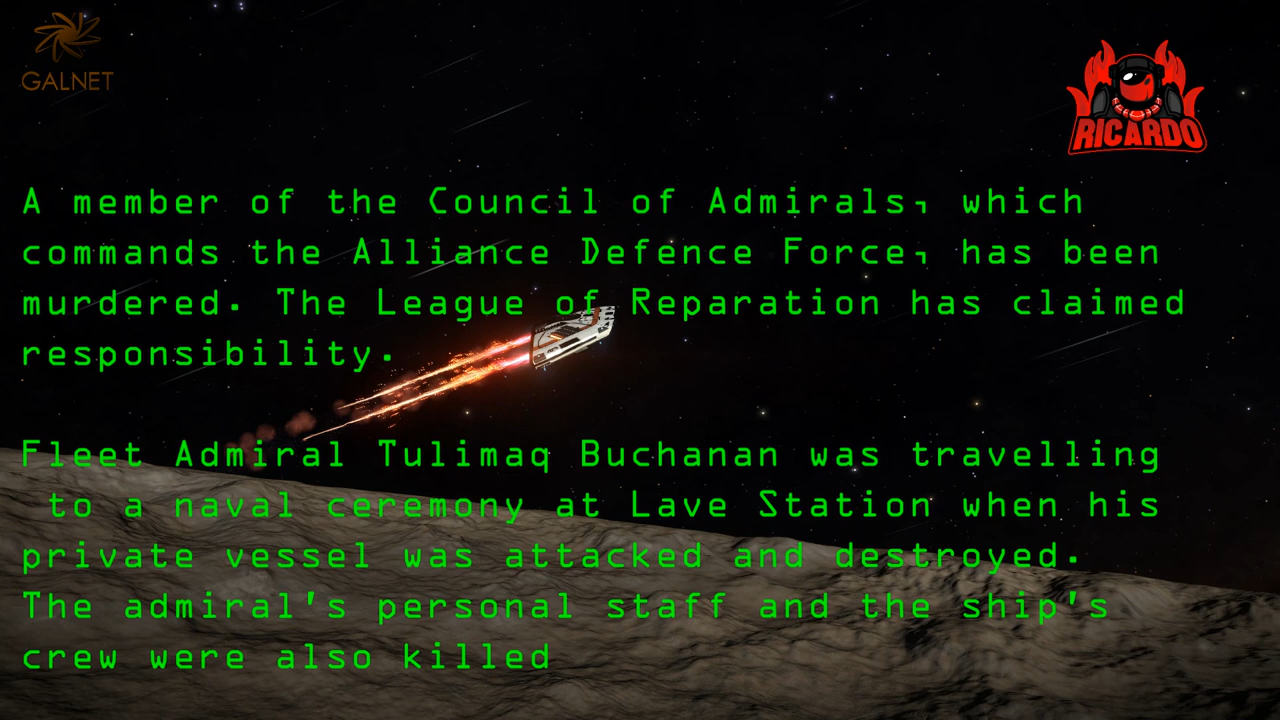 GALNET
RICARDO
A member of the Council of Admirals, which
commands the Alliance Defence Force, has been
murdered. The League of Reparation has claimed
responsibility.
Fleet Admiral Tulimaq Buchanan was travelling
to a naval ceremony at Lave Station when his
private vessel was attacked and destroyed.
The admiral's personal staff and the ship's
crew were also killed